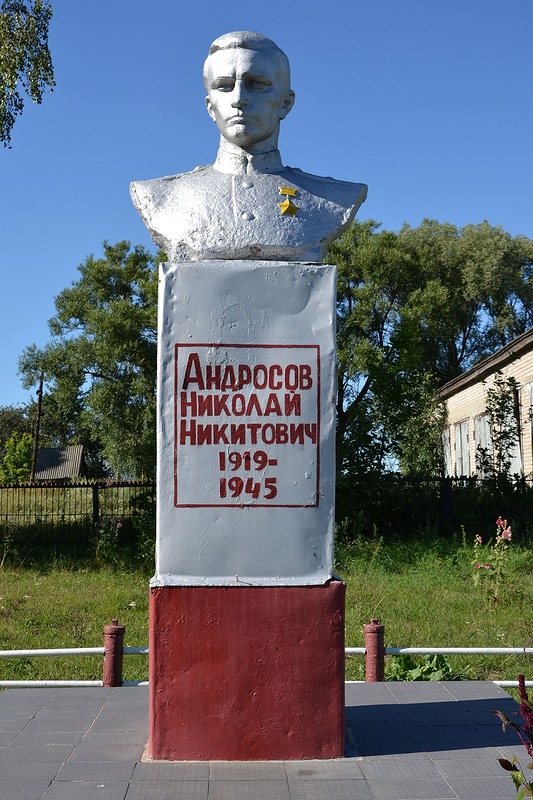 Андросов
Николай
Никитович
1919-
1945